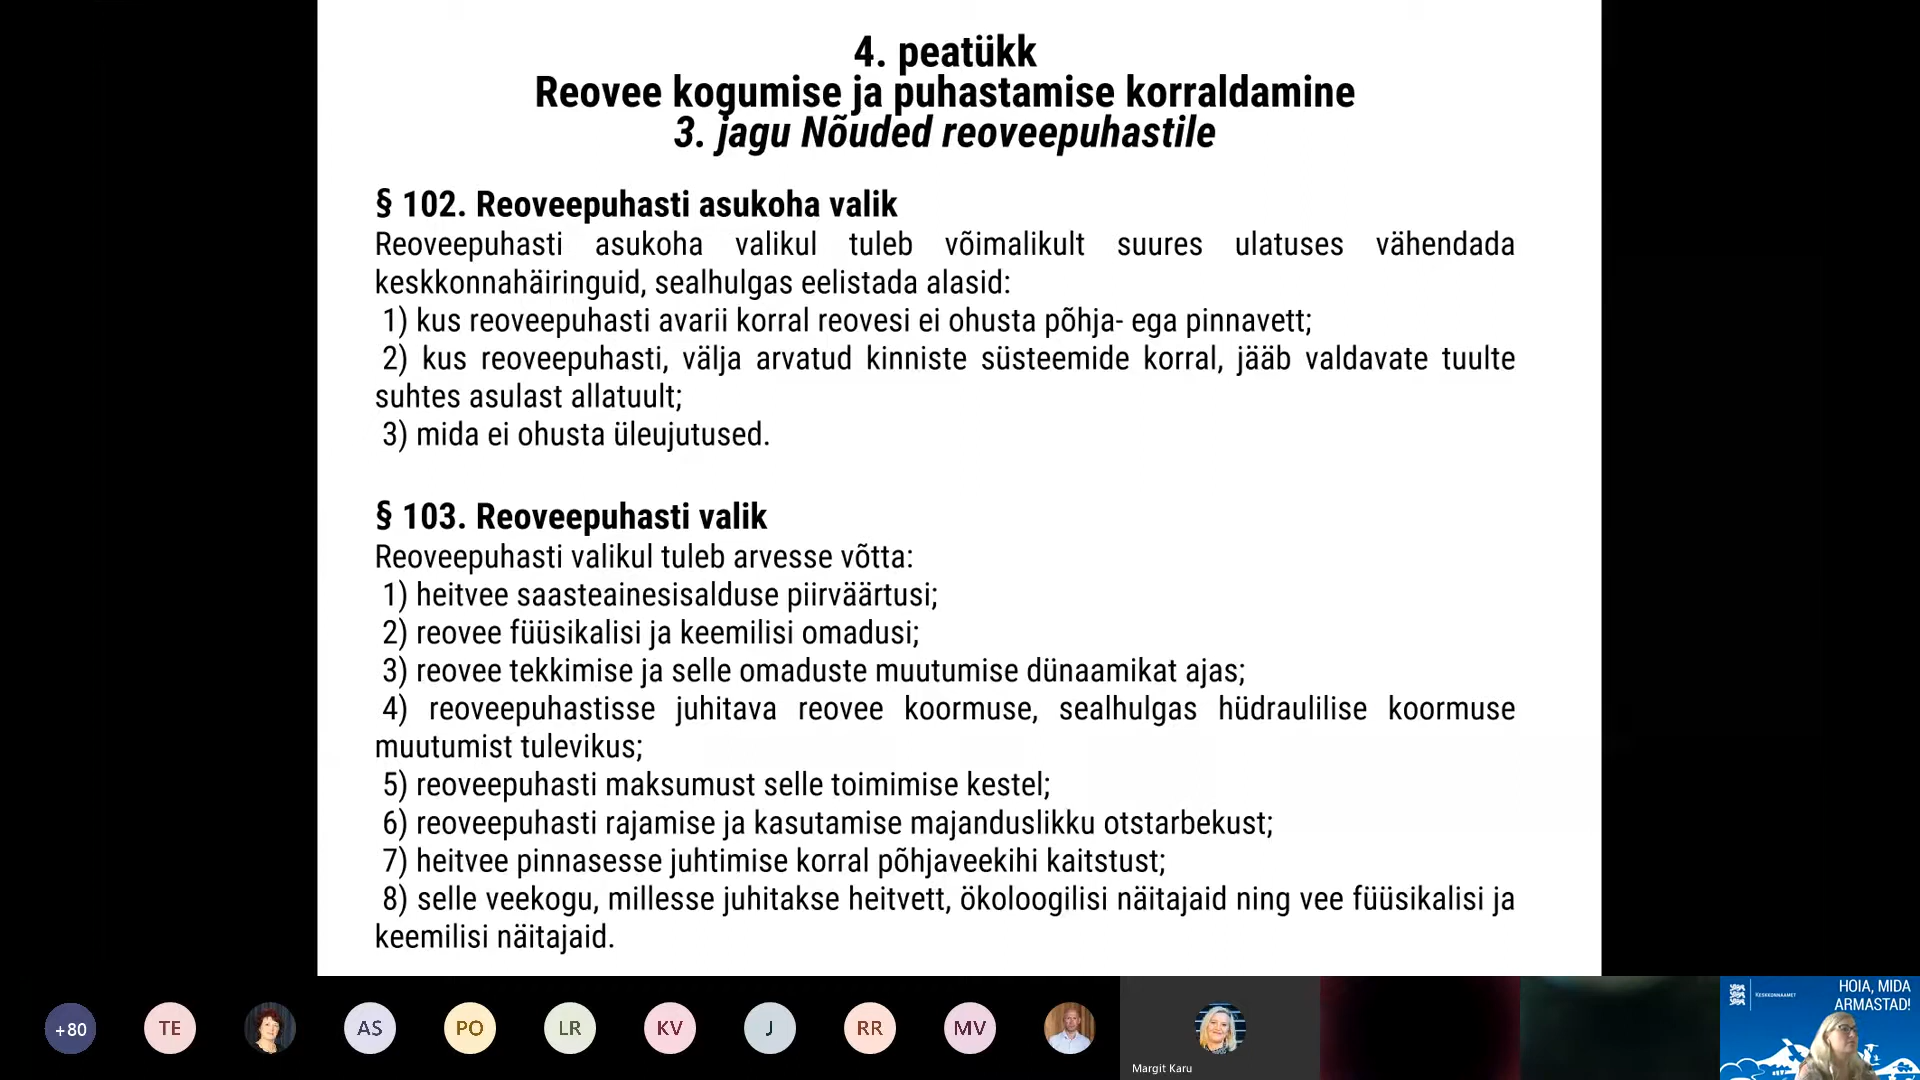 4. peatükk
Reovee kogumise ja puhastamise korraldamine
3. jagu Nõuded reoveepuhastile
§ 102. Reoveepuhasti asukoha valik
Reoveepuhasti asukoha valikul tuleb võimalikult suures ulatuses vähendada
keskkonnahäiringuid, sealhulgas eelistada alasid:
1) kus reoveepuhasti avarii korral reovesi ei ohusta põhja- ega pinnavett;
2) kus reoveepuhasti, välja arvatud kinniste süsteemide korral, jääb valdavate tuulte
suhtes asulast allatuult;
3) mida ei ohusta üleujutused.
§ 103. Reoveepuhasti valik
Reoveepuhasti valikul tuleb arvesse võtta:
1) heitvee saasteainesisalduse piirväärtusi;
2) reovee füüsikalisi ja keemilisi omadusi;
3) reovee tekkimise ja selle omaduste muutumise dünaamikat ajas;
4) reoveepuhastisse juhitava reovee koormuse, sealhulgas hüdraulilise koormuse
muutumist tulevikus;
5) reoveepuhasti maksumust selle toimimise kestel;
6) reoveepuhasti rajamise ja kasutamise majanduslikku otstarbekust;
7) heitvee pinnasesse juhtimise korral põhjaveekihi kaitstust;
8) selle veekogu, millesse juhitakse heitvett, ökoloogilisi näitajaid ning vee füüsikalisi ja
keemilisi näitajaid.
+80 TE AS PO LR KV J RR MV
Margit Karu
KESKKONNAAMET
HOIA, MIDA
ARMASTAD!